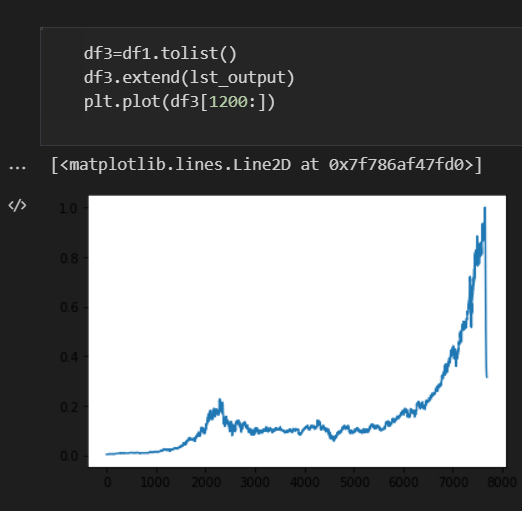 df3=df1.tolist()
df3.extend(lst_output)
plt.plot(df3[1200:])
...
[<matplotlib.lines.Line2D at 0x7f786af47fd0>]
</>
1.0
0.8
0.6
0.4
0.2
0.0
0 1000 2000 3000 4000 5000 6000 7000 8000